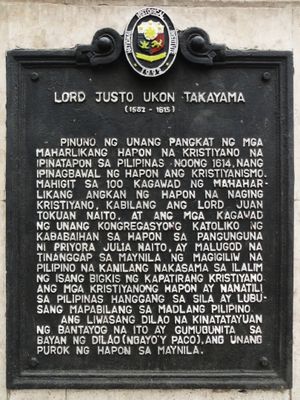 NATIONAL HISTORICAL INSTITUTE
1892
LORD JUSTO UKON TAKAYAMA
(1552 - 1615)
PINUNO NG UNANG PANGKAT NG MGA
MAHARLIKANG HAPON NA KRISTIYANO NA
IPINATAPON SA PILIPINAS NOONG 1614, NANG
IPINAGBAWAL NG HAPON ANG KRISTIYANISMO.
MAHIGIT SA 100 KAGAWAD NG MAHAHAR-
LIKANG ANGKAN NG HAPON NA NAGING
KRISTIYANO, KABILANG ANG LORD JUAN
TOKUAN NAITO, AT ANG MGA KAGAWAD
NG UNANG KONGREGASYONG KATOLIKO NG
KABABAIHAN SA HAPON SA PANGUNGUNA
NI PRIYORA JULIA NAITO, AY MALUGOD NA
TINANGGAP SA MAYNILA NG MAGIGILIW NA
PILIPINO NA KANILANG NAKASAMA SA ILALIM
NG ISANG BIGKIS NG KAPATIRANG KRISTIYANO
ANG MGA KRISTIYANONG HAPON AY NANATILI
SA PILIPINAS HANGGANG SA SILA AY LUBU-
SANG MAPABILANG SA MADLANG PILIPINO
ANG LIWASANG DILAO NA KINATATAYUAN
NG BANTAYOG NA ITO AY GUMUGUNITA SA
BAYAN NG DILAO (NGAYO'Y PACO), ANG UNANG
PUROK NG HAPON SA MAYNILA.